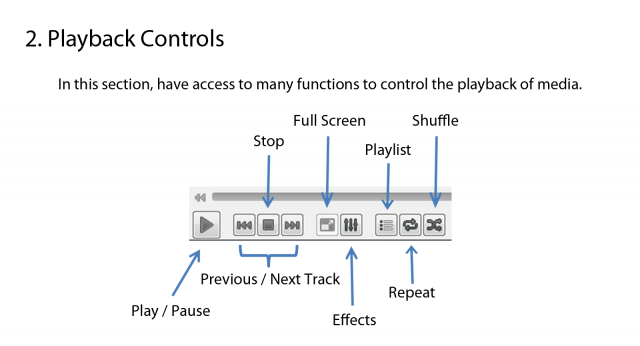 2. Playback Controls
In this section, have access to many functions to control the playback of media.
Full Screen
Shuffle
Stop
Playlist
Previous / Next Track
Repeat
Play / Pause
Effects